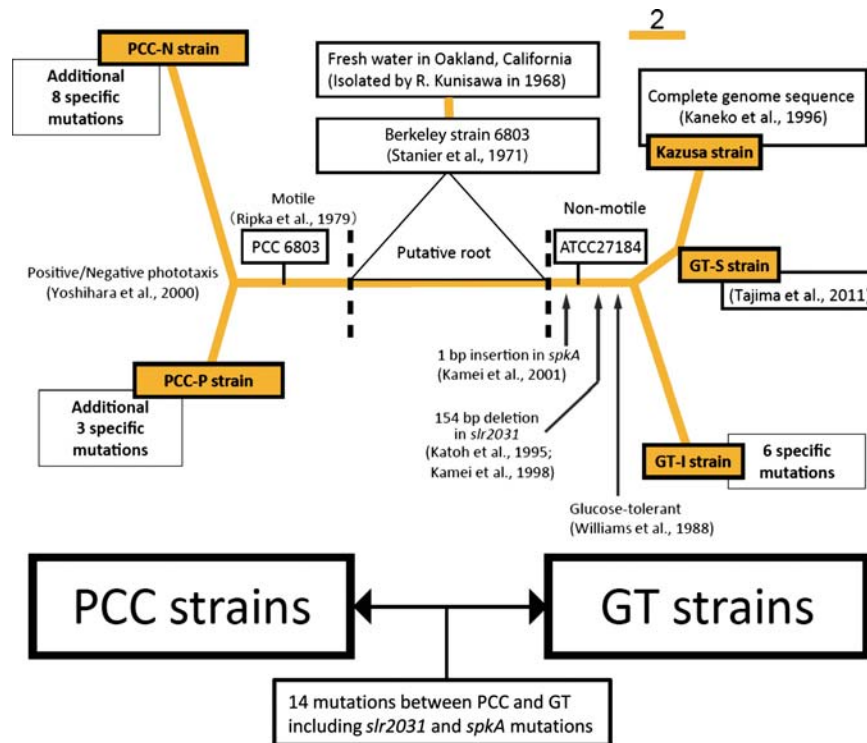 2
PCC-N strain
Additional
8 specific
mutations
Fresh water in Oakland, California
(Isolated by R. Kunisawa in 1968)
Berkeley strain 6803
(Stanier et al., 1971)
Complete genome sequence
(Kaneko et al., 1996)
Kazusa strain
Motile
(Ripka et al., 1979)
PCC 6803
Putative root
Non-motile
ATCC27184
Positive/Negative phototaxis
(Yoshihara et al., 2000)
GT-S strain
(Tajima et al., 2011)
PCC-P strain
Additional
3 specific
mutations
1 bp insertion in spkA
(Kamei et al., 2001)
154 bp deletion
in slr2031
(Katoh et al., 1995;
Kamei et al., 1998)
GT-I strain
6 specific
mutations
Glucose-tolerant
(Williams et al., 1988)
PCC strains
GT strains
14 mutations between PCC and GT
including slr2031 and spkA mutations